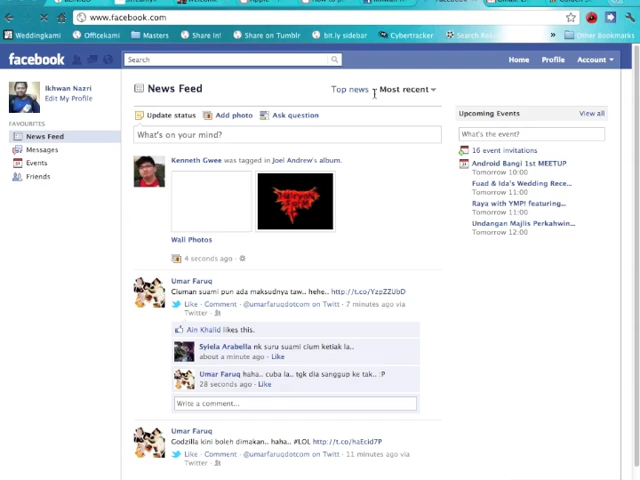 www.facebook.com
Weddingkami Officekami Masters Share In! Share on Tumblr bit.ly sidebar Cybertracker Other Bookmarks
facebook Search Home Profile Account
Ikhwan Nazri
Edit My Profile
FAVOURITES
News Feed
Messages
Events
Friends
News Feed Top news Most recent
Update status Add photo Ask question
What's on your mind?
Kenneth Gwee was tagged in Joel Andrew's album.
Wall Photos
4 seconds ago ·
Umar Faruq
Ciuman suami pun ada maksudnya taw.. hehe.. http://t.co/YzpZZUbD
Like · Comment · @umarfaruqdotcom on Twitt · 7 minutes ago via
Twitter ·
Ain Khalid likes this.
Syiela Arabella nk suru suami cium ketiak la..
about a minute ago · Like
Umar Faruq haha.. cuba la.. tgk dia sanggup ke tak.. :P
28 seconds ago · Like
Write a comment...
Umar Faruq
Godzilla kini boleh dimakan.. haha.. #LOL http://t.co/haEcid7P
Like · Comment · @umarfaruqdotcom on Twitt · 11 minutes ago via
Twitter ·
Upcoming Events View all
What's the event?
16 event invitations
Android Bangi 1st MEETUP
Tomorrow 10:00
Fuad & Ida's Wedding Rece...
Tomorrow 11:00
Raya with YMP! featuring...
Tomorrow 11:00
Undangan Majlis Perkahwin...
Tomorrow 12:00